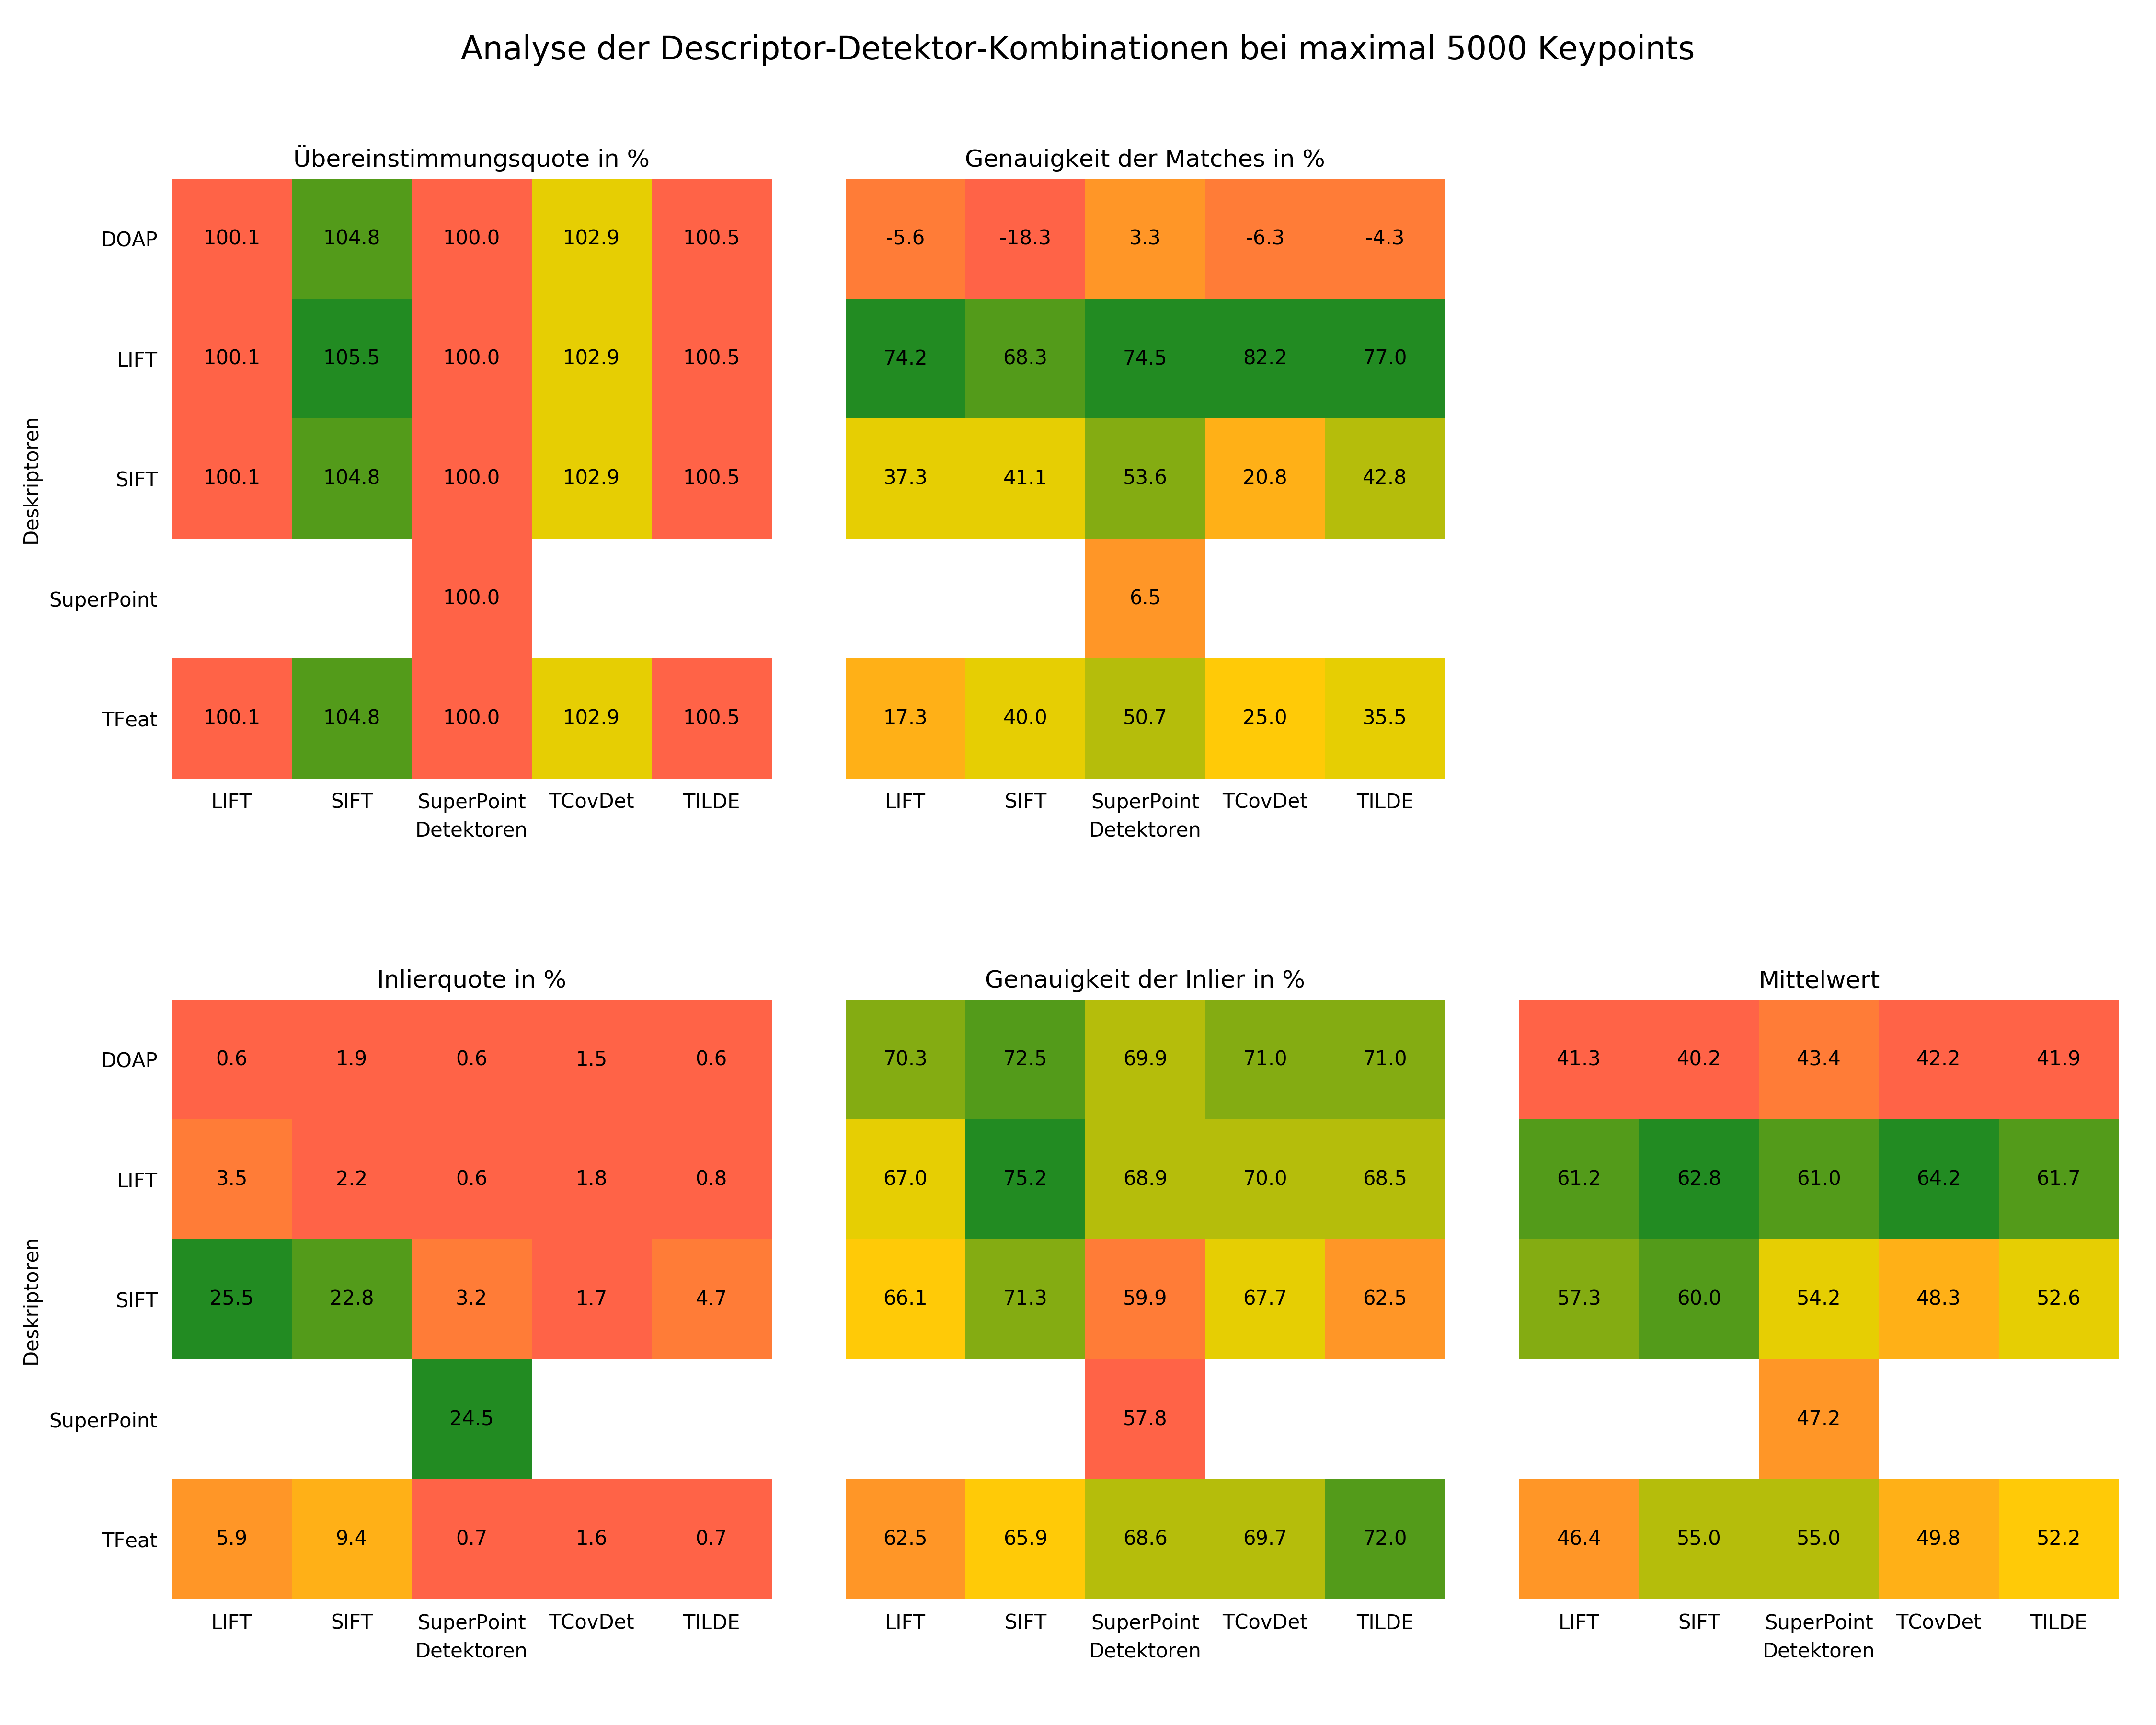 Analyse der Descriptor-Detektor-Kombinationen bei maximal 5000 Keypoints
Übereinstimmungsquote in %
Deskriptoren
DOAP 100.1 104.8 100.0 102.9 100.5
LIFT 100.1 105.5 100.0 102.9 100.5
SIFT 100.1 104.8 100.0 102.9 100.5
SuperPoint 100.0
TFeat 100.1 104.8 100.0 102.9 100.5
LIFT SIFT SuperPoint TCovDet TILDE
Detektoren
Genauigkeit der Matches in %
-5.6 -18.3 3.3 -6.3 -4.3
74.2 68.3 74.5 82.2 77.0
37.3 41.1 53.6 20.8 42.8
6.5
17.3 40.0 50.7 25.0 35.5
LIFT SIFT SuperPoint TCovDet TILDE
Detektoren
Inlierquote in %
Deskriptoren
DOAP 0.6 1.9 0.6 1.5 0.6
LIFT 3.5 2.2 0.6 1.8 0.8
SIFT 25.5 22.8 3.2 1.7 4.7
SuperPoint 24.5
TFeat 5.9 9.4 0.7 1.6 0.7
LIFT SIFT SuperPoint TCovDet TILDE
Detektoren
Genauigkeit der Inlier in %
70.3 72.5 69.9 71.0 71.0
67.0 75.2 68.9 70.0 68.5
66.1 71.3 59.9 67.7 62.5
57.8
62.5 65.9 68.6 69.7 72.0
LIFT SIFT SuperPoint TCovDet TILDE
Detektoren
Mittelwert
41.3 40.2 43.4 42.2 41.9
61.2 62.8 61.0 64.2 61.7
57.3 60.0 54.2 48.3 52.6
47.2
46.4 55.0 55.0 49.8 52.2
LIFT SIFT SuperPoint TCovDet TILDE
Detektoren